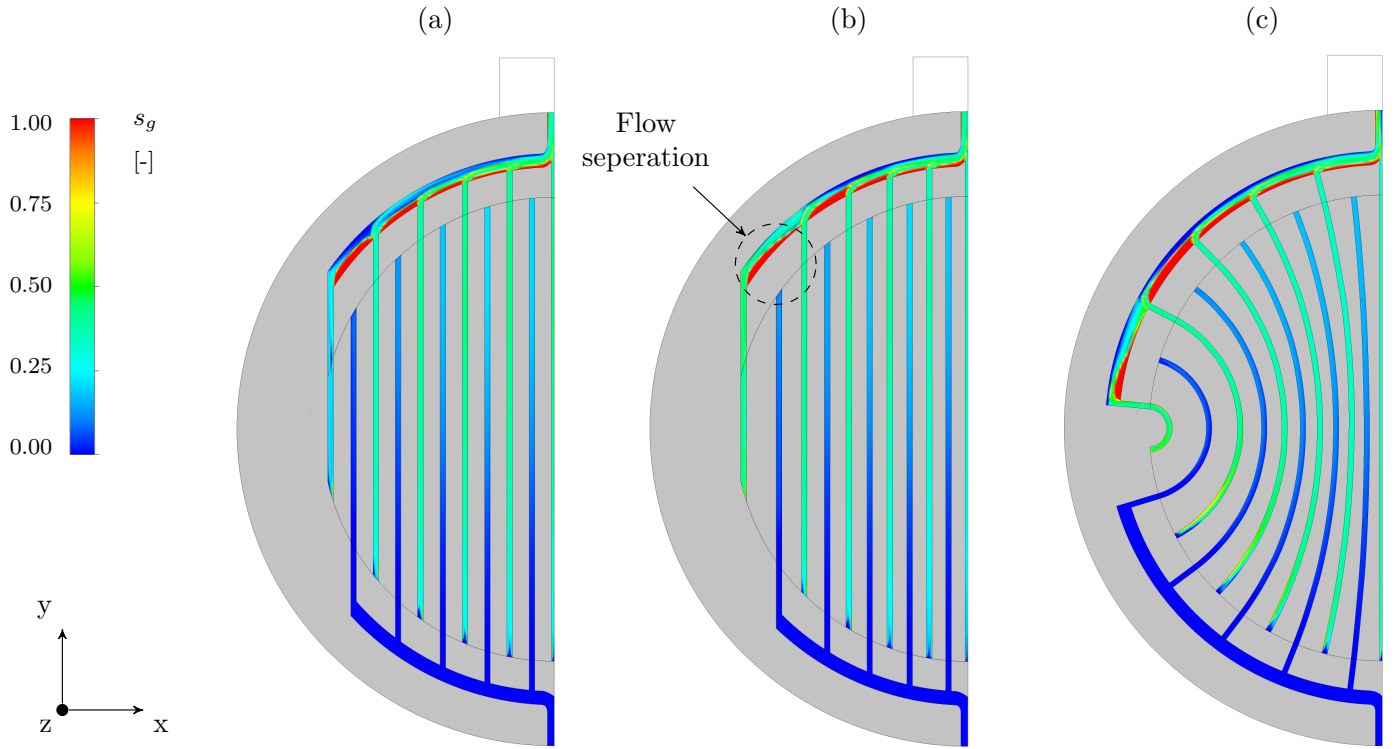 (a)
(b)
(c)
Flow
seperation
1.00
0.75
0.50
0.25
0.00
s_g
[-]
y
z
x